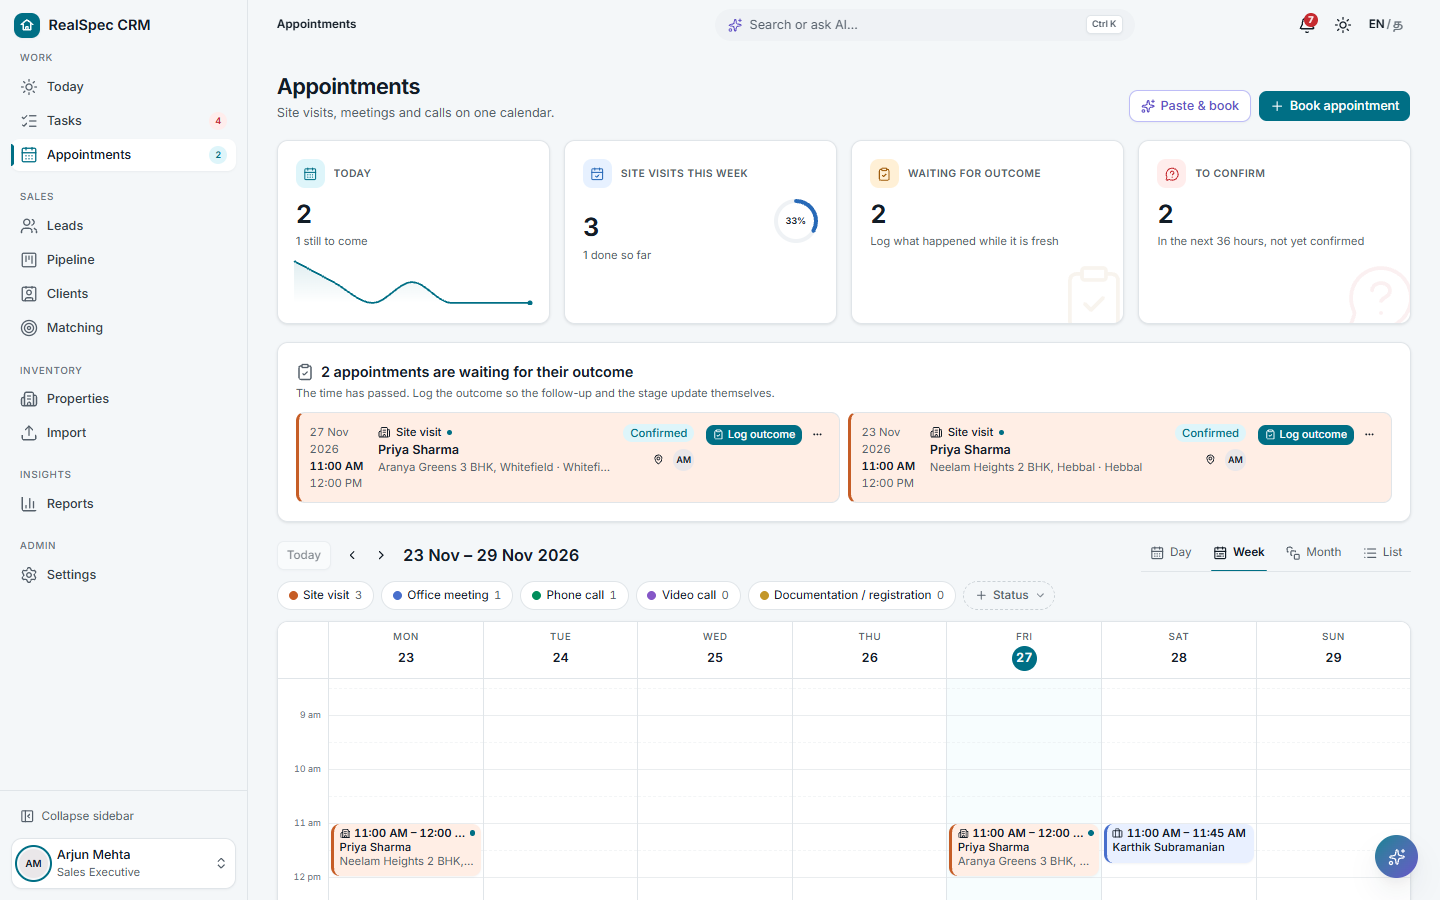 RealSpec CRM
Appointments
Search or ask AI...
Ctrl K
7
EN / த
WORK
Today
Tasks
4
Appointments
2
SALES
Leads
Pipeline
Clients
Matching
INVENTORY
Properties
Import
INSIGHTS
Reports
ADMIN
Settings
Collapse sidebar
AM
Arjun Mehta
Sales Executive
Appointments
Site visits, meetings and calls on one calendar.
Paste & book
Book appointment
TODAY
2
1 still to come
SITE VISITS THIS WEEK
3
1 done so far
33%
WAITING FOR OUTCOME
2
Log what happened while it is fresh
TO CONFIRM
2
In the next 36 hours, not yet confirmed
2 appointments are waiting for their outcome
The time has passed. Log the outcome so the follow-up and the stage update themselves.
27 Nov
2026
11:00 AM
12:00 PM
Site visit
Priya Sharma
Aranya Greens 3 BHK, Whitefield · Whitefi...
Confirmed
AM
Log outcome
23 Nov
2026
11:00 AM
12:00 PM
Site visit
Priya Sharma
Neelam Heights 2 BHK, Hebbal · Hebbal
Confirmed
AM
Log outcome
Today
23 Nov – 29 Nov 2026
Day
Week
Month
List
Site visit 3
Office meeting 1
Phone call 1
Video call 0
Documentation / registration 0
Status
MON
23
TUE
24
WED
25
THU
26
FRI
27
SAT
28
SUN
29
9 am
10 am
11 am
12 pm
11:00 AM – 12:00 ...
Priya Sharma
Neelam Heights 2 BHK,...
11:00 AM – 12:00 ...
Priya Sharma
Aranya Greens 3 BHK, ...
11:00 AM – 11:45 AM
Karthik Subramanian